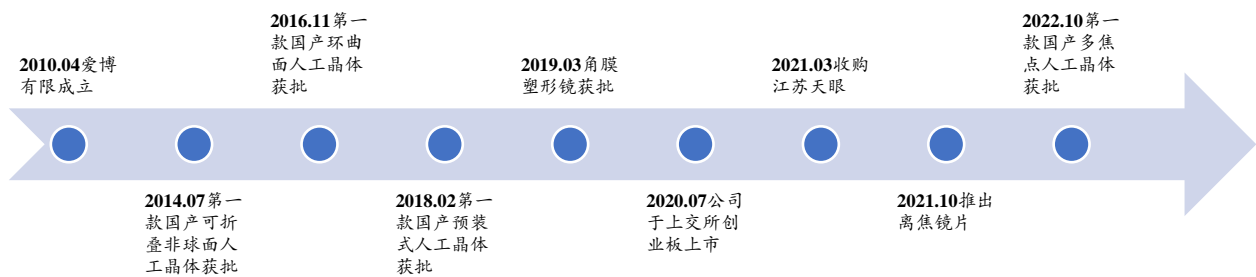 2010.04爱博
有限成立
2014.07第一
款国产可折
叠非球面人
工晶体获批
2016.11第一
款国产环曲
面人工晶体
获批
2018.02第一
款国产预装
式人工晶体
获批
2019.03角膜
塑形镜获批
2020.07公司
于上交所创
业板上市
2021.03收购
江苏天眼
2021.10推出
离焦镜片
2022.10第一
款国产多焦
点人工晶体
获批